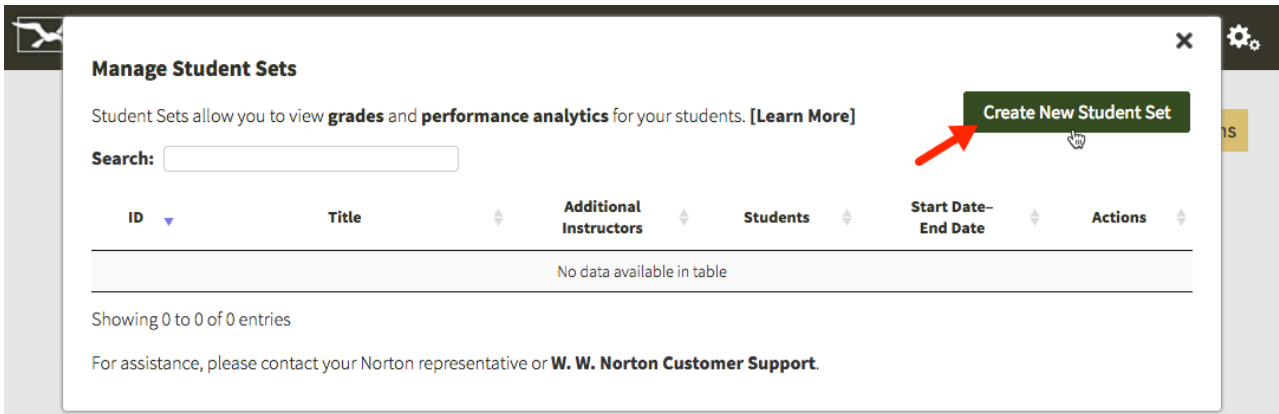 Manage Student Sets
Student Sets allow you to view grades and performance analytics for your students. [Learn More]
Create New Student Set
ns
Search:
ID
Title
Additional
Instructors
Students
Start Date–
End Date
Actions
No data available in table
Showing 0 to 0 of 0 entries
For assistance, please contact your Norton representative or W. W. Norton Customer Support.